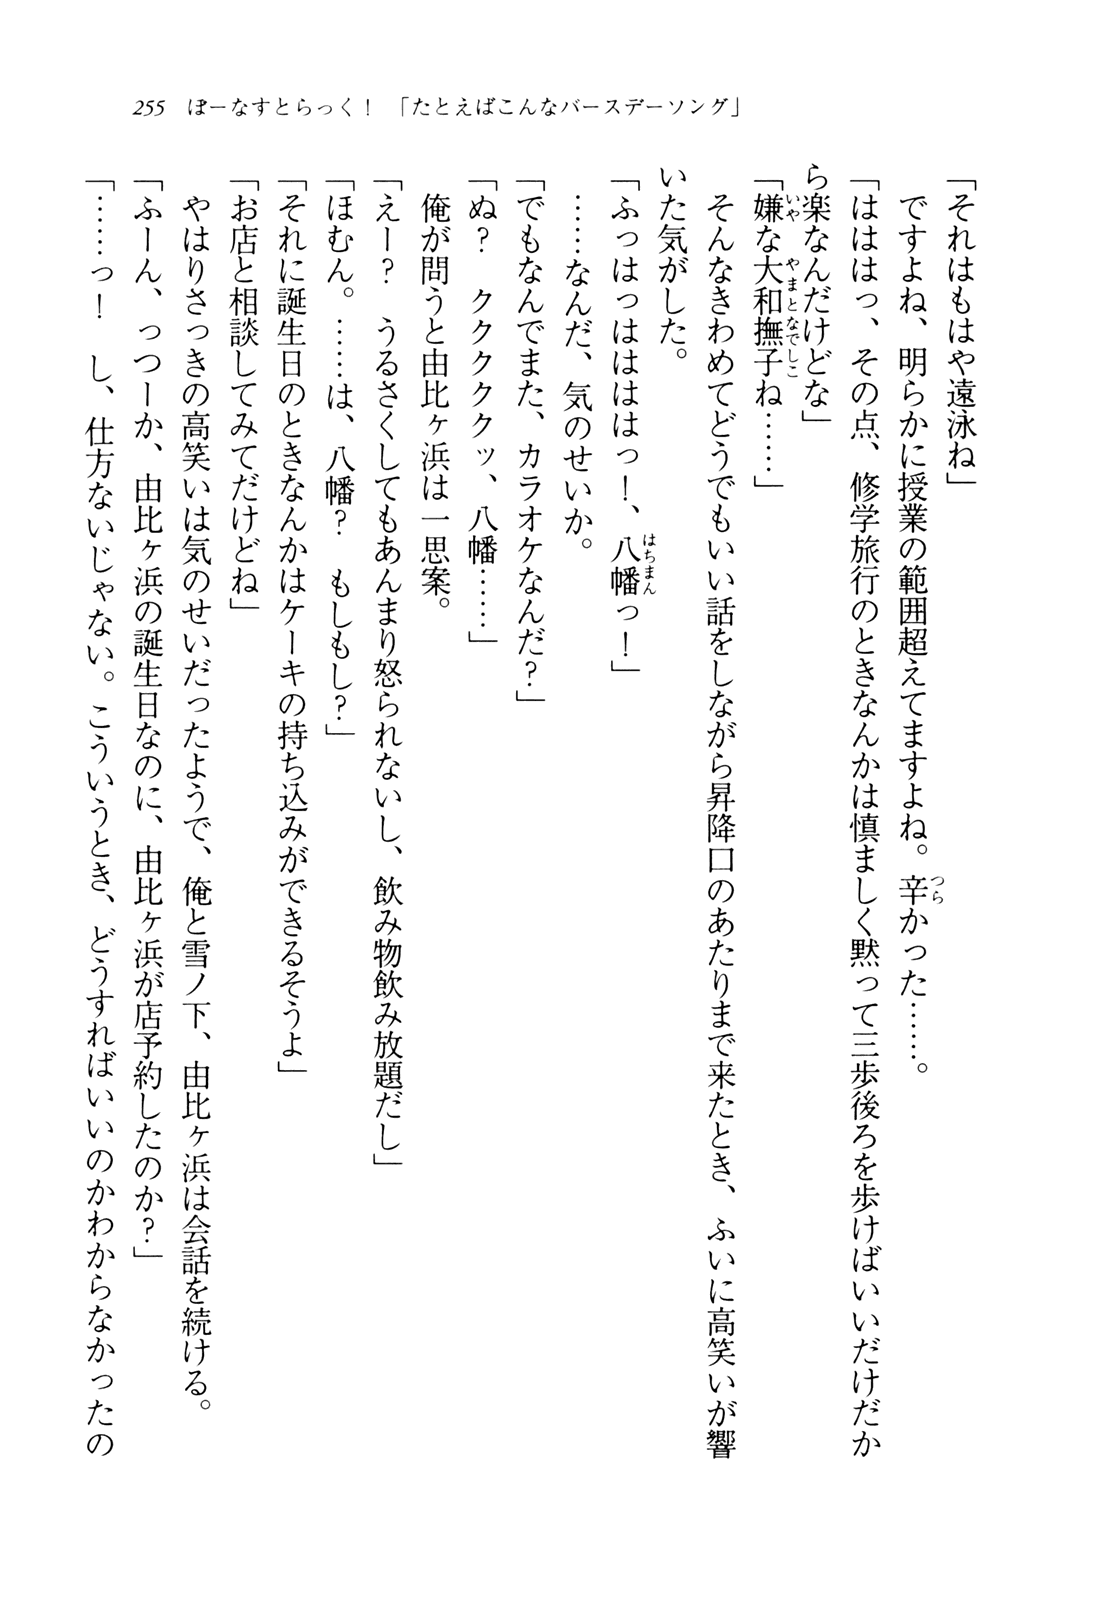 255　ぼーなすとらっく！　「たとえばこんなバースデーソング」
「それはもはや遠泳ね」
　ですよね、明らかに授業の範囲超えてますよね。辛かった……。
「はははっ、その点、修学旅行のときなんかは慎ましく黙って三歩後ろを歩けばいいだけだか
ら楽なんだけどな」
「嫌な大和撫子ね……」
　そんなきわめてどうでもいい話をしながら昇降口のあたりまで来たとき、ふいに高笑いが響
いた気がした。
「ふっはっはははっ！、八幡っ！」
　……なんだ、気のせいか。
「でもなんでまた、カラオケなんだ？」
「ぬ？　クククククッ、八幡……」
　俺が問うと由比ヶ浜は一思案。
「えー？　うるさくしてもあんまり怒られないし、飲み物飲み放題だし」
「ほむん。……は、八幡？　もしもし？」
「それに誕生日のときなんかはケーキの持ち込みができるそうよ」
「お店と相談してみてだけどね」
　やはりさっきの高笑いは気のせいだったようで、俺と雪ノ下、由比ヶ浜は会話を続ける。
「ふーん、っつーか、由比ヶ浜の誕生日なのに、由比ヶ浜が店予約したのか？」
「……っ！　し、仕方ないじゃない。こういうとき、どうすればいいのかわからなかったの